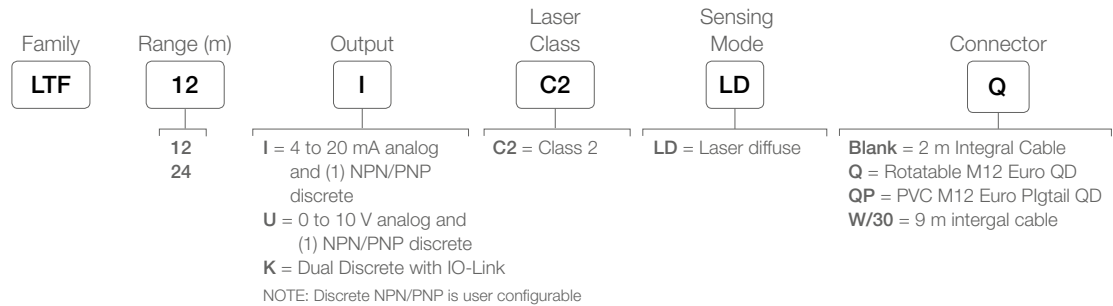 Family
Range (m)
Output
Laser
Class
Sensing
Mode
Connector
LTF
12
I
C2
LD
Q
12
24
I = 4 to 20 mA analog
and (1) NPN/PNP
discrete
U = 0 to 10 V analog and
(1) NPN/PNP discrete
K = Dual Discrete with IO-Link
NOTE: Discrete NPN/PNP is user configurable
C2 = Class 2
LD = Laser diffuse
Blank = 2 m Integral Cable
Q = Rotatable M12 Euro QD
QP = PVC M12 Euro PIgtail QD
W/30 = 9 m intergal cable